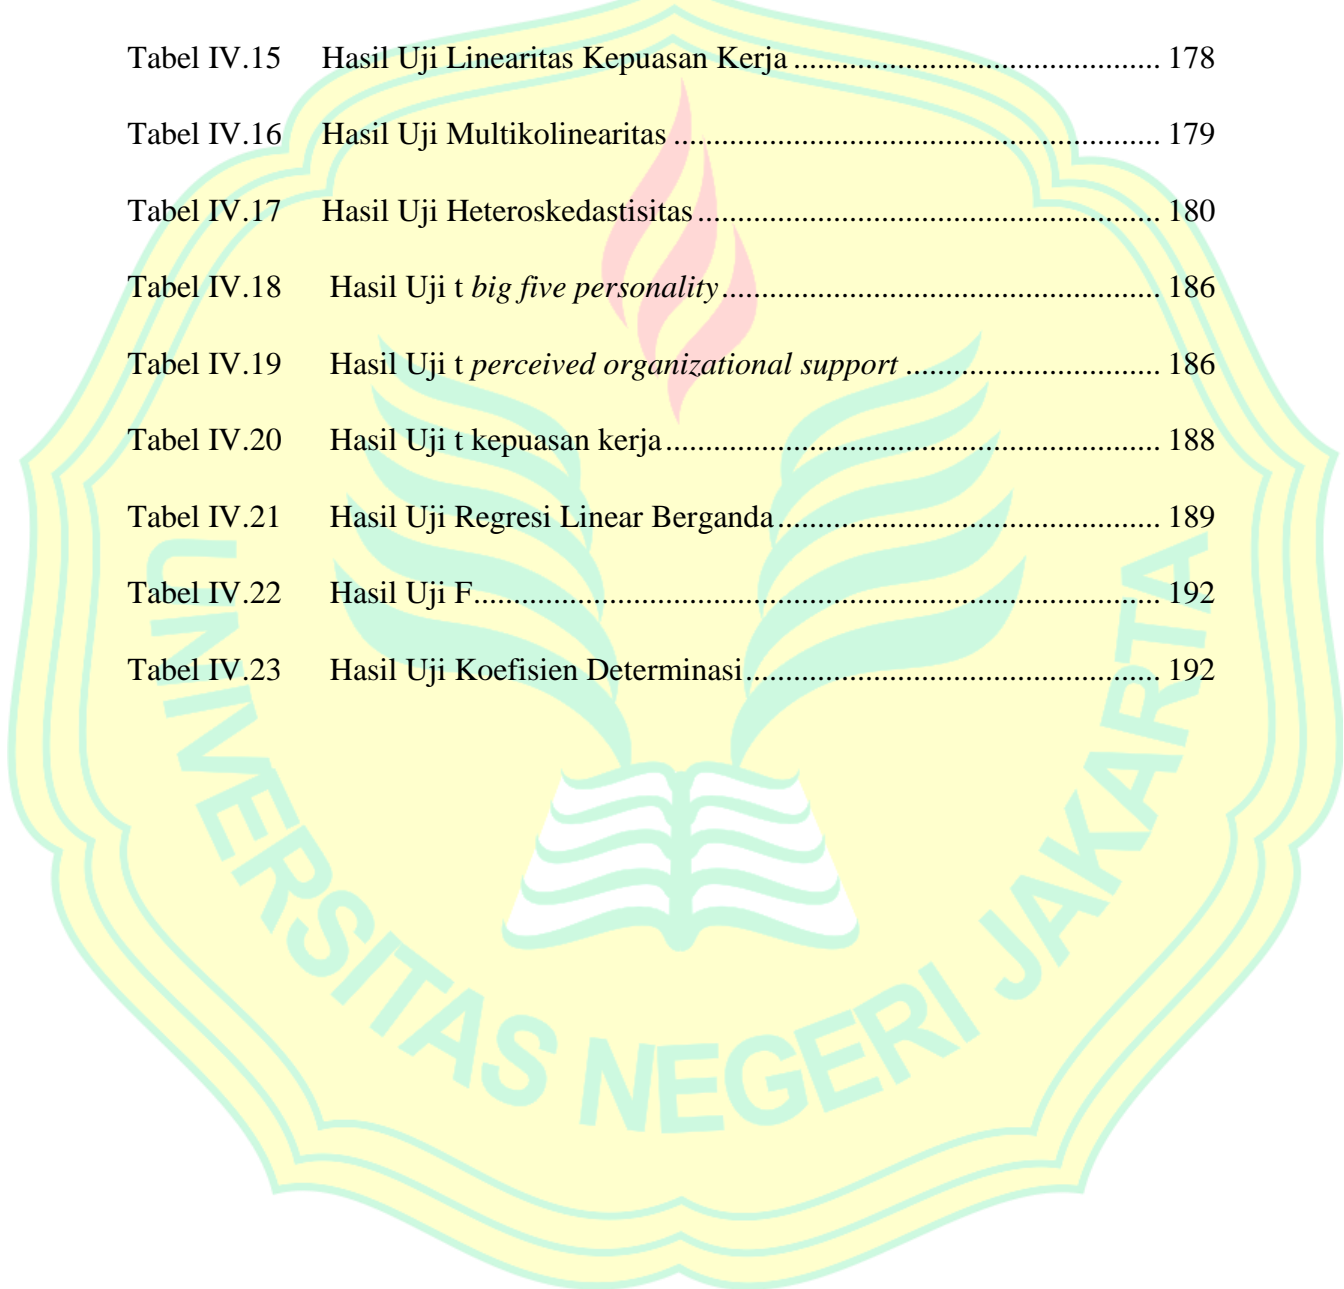 Tabel IV.15 Hasil Uji Linearitas Kepuasan Kerja ............................................. 178
Tabel IV.16 Hasil Uji Multikolinearitas ............................................................ 179
Tabel IV.17 Hasil Uji Heteroskedastisitas ......................................................... 180
Tabel IV.18 Hasil Uji t big five personality ...................................................... 186
Tabel IV.19 Hasil Uji t perceived organizational support ............................... 186
Tabel IV.20 Hasil Uji t kepuasan kerja ............................................................. 188
Tabel IV.21 Hasil Uji Regresi Linear Berganda ............................................... 189
Tabel IV.22 Hasil Uji F ..................................................................................... 192
Tabel IV.23 Hasil Uji Koefisien Determinasi ................................................... 192
UNIVERSITAS NEGERI JAKARTA